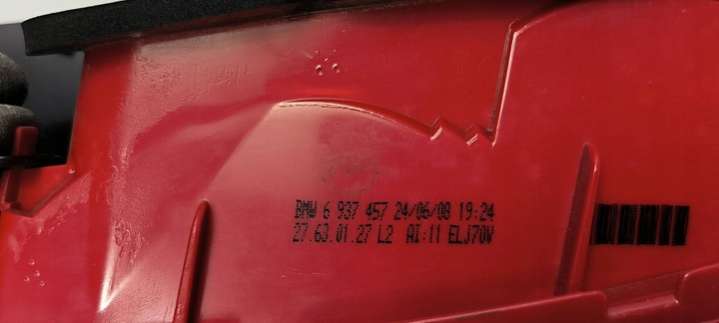 BMW 6 937 457 24/06/08 19:24
27.63.01.27 L2 AI:11 ELJ70V